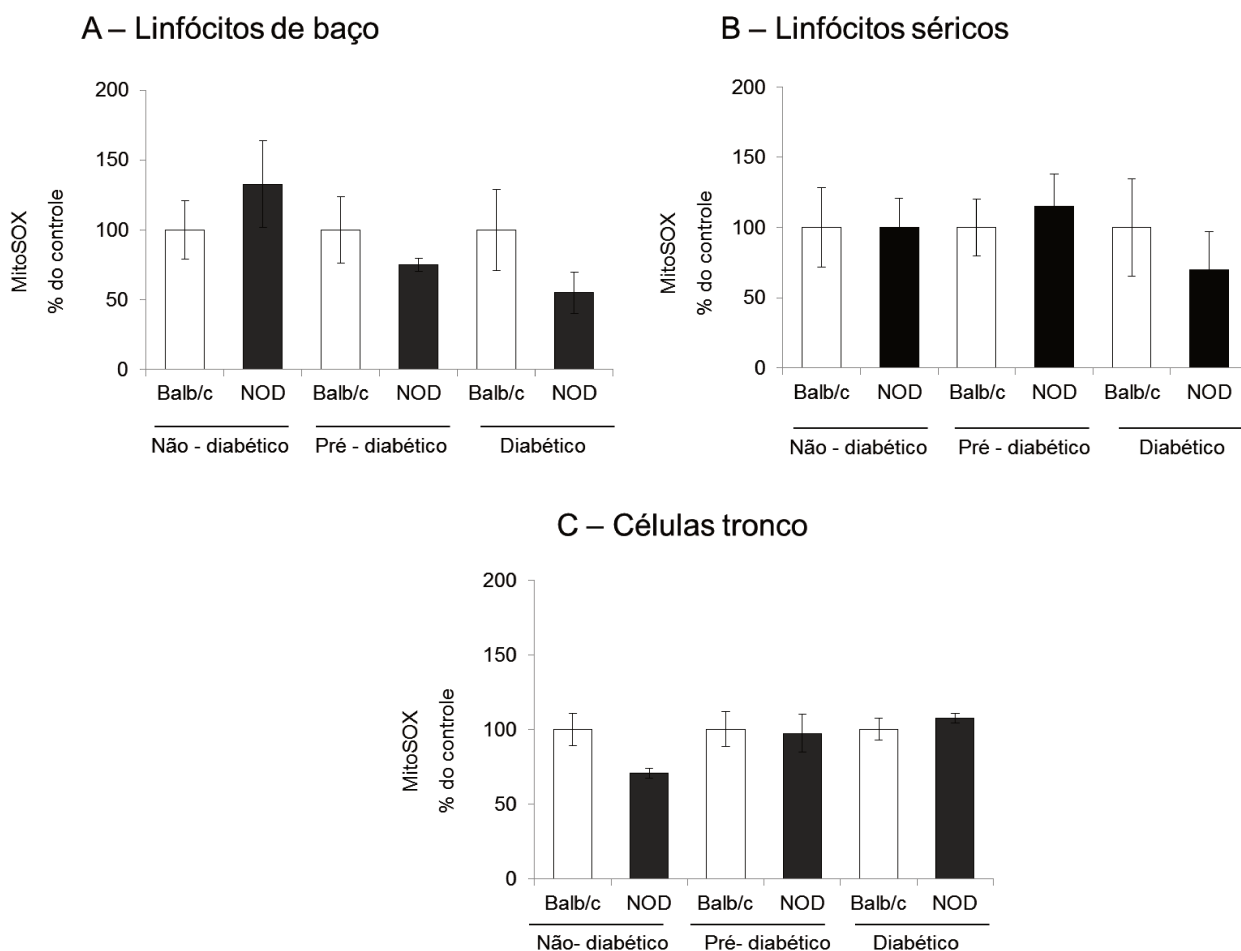 A – Linfócitos de baço
MitoSOX
% do controle
200
150
100
50
0
Balb/c NOD Balb/c NOD Balb/c NOD
Não - diabético Pré - diabético Diabético
B – Linfócitos séricos
MitoSOX
% do controle
200
150
100
50
0
Balb/c NOD Balb/c NOD Balb/c NOD
Não - diabético Pré - diabético Diabético
C – Células tronco
MitoSOX
% do controle
200
150
100
50
0
Balb/c NOD Balb/c NOD Balb/c NOD
Não- diabético Pré- diabético Diabético